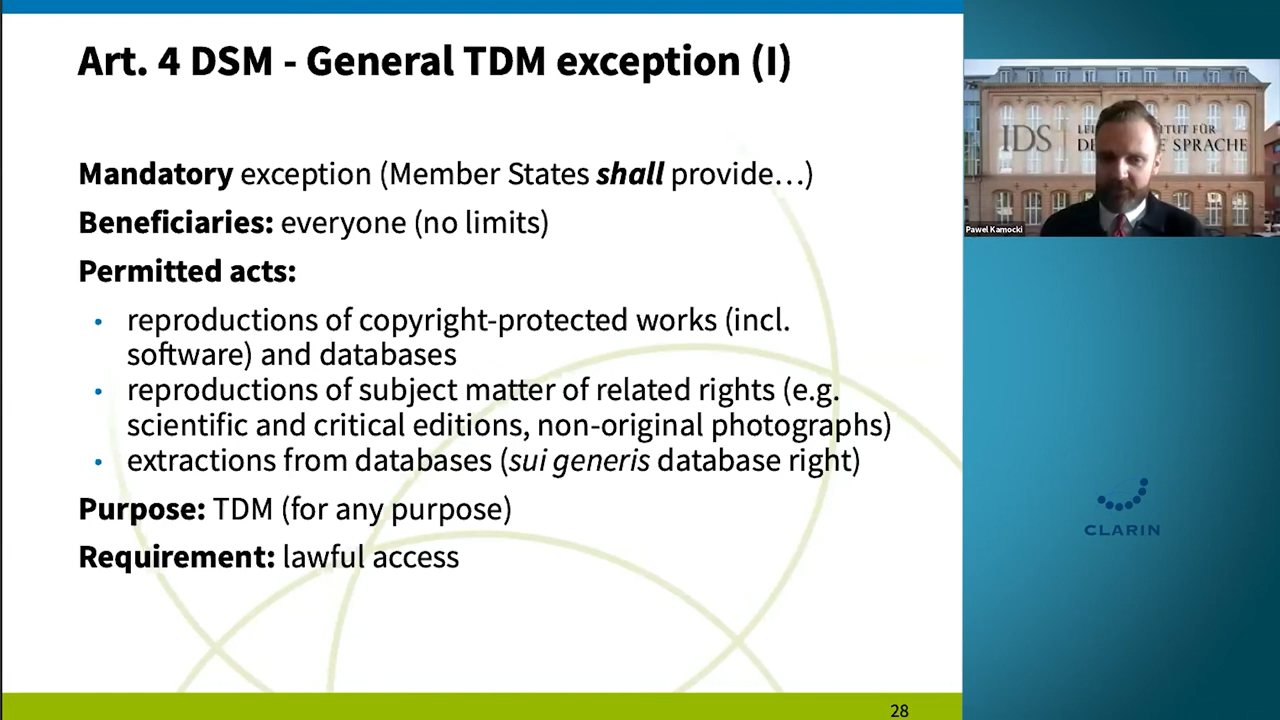 Art. 4 DSM - General TDM exception (I)
Mandatory exception (Member States shall provide…)
Beneficiaries: everyone (no limits)
Permitted acts:
• reproductions of copyright-protected works (incl.
software) and databases
• reproductions of subject matter of related rights (e.g.
scientific and critical editions, non-original photographs)
• extractions from databases (sui generis database right)
Purpose: TDM (for any purpose)
Requirement: lawful access
28
IDS
LEI ITUT FÜR
DE E SPRACHE
Pawel Kamocki
CLARIN